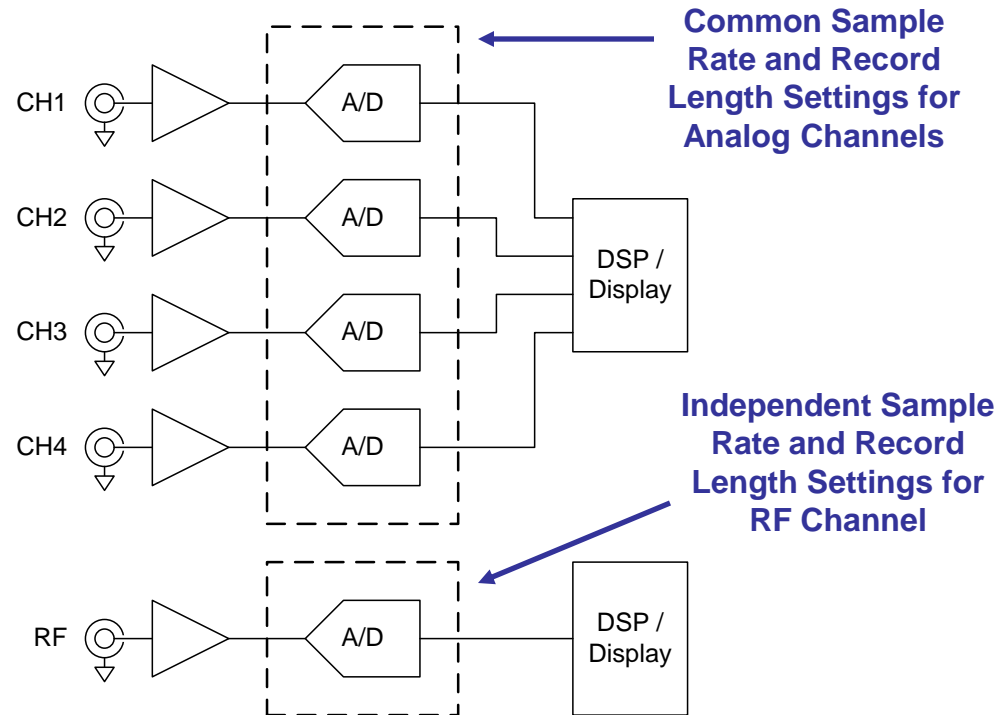 Common Sample
Rate and Record
Length Settings for
Analog Channels
CH1
A/D
CH2
A/D
DSP /
Display
CH3
A/D
CH4
A/D
Independent Sample
Rate and Record
Length Settings for
RF Channel
RF
A/D
DSP /
Display